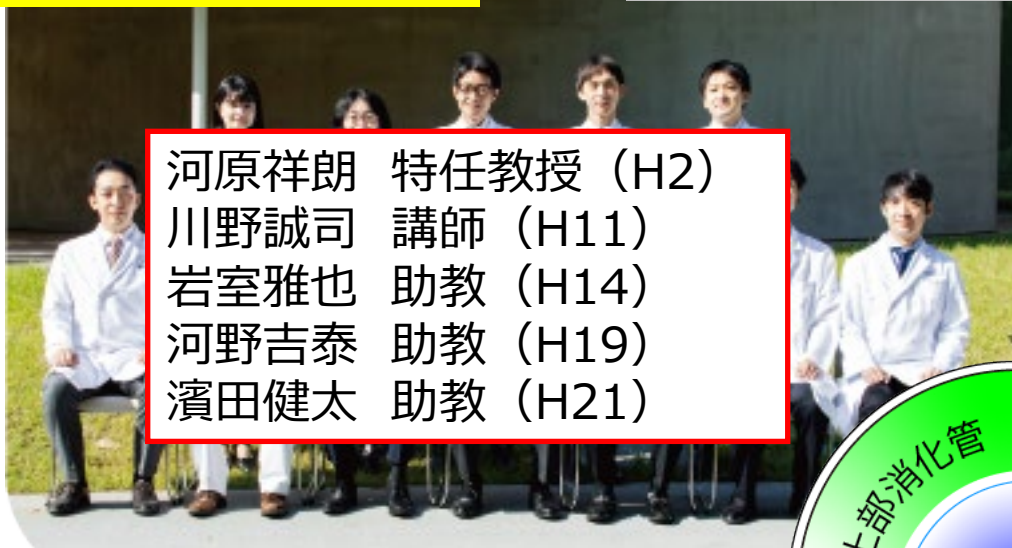 河原祥朗 特任教授（H2）
川野誠司 講師（H11）
岩室雅也 助教（H14）
河野吉泰 助教（H19）
濱田健太 助教（H21）
上部消化管